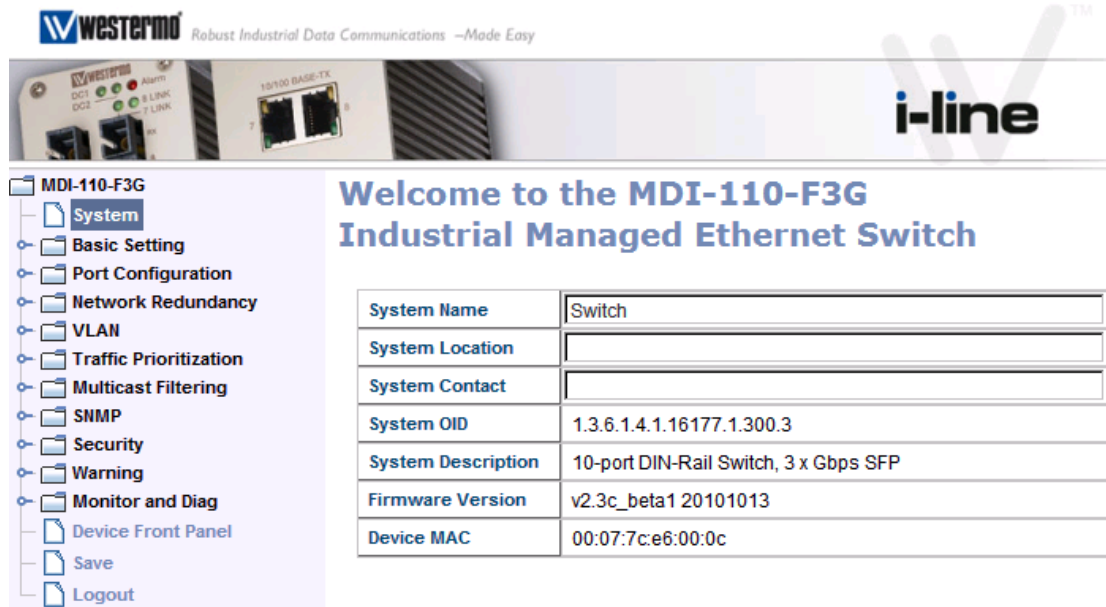 Westermo Robust Industrial Data Communications –Made Easy
TM
Westermo
DC1 Alarm
DC2 8 LINK
7 LINK
RX
10/100 BASE-TX
7 8
i-line
MDI-110-F3G
System
Basic Setting
Port Configuration
Network Redundancy
VLAN
Traffic Prioritization
Multicast Filtering
SNMP
Security
Warning
Monitor and Diag
Device Front Panel
Save
Logout
Welcome to the MDI-110-F3G
Industrial Managed Ethernet Switch
System Name Switch
System Location
System Contact
System OID 1.3.6.1.4.1.16177.1.300.3
System Description 10-port DIN-Rail Switch, 3 x Gbps SFP
Firmware Version v2.3c_beta1 20101013
Device MAC 00:07:7c:e6:00:0c